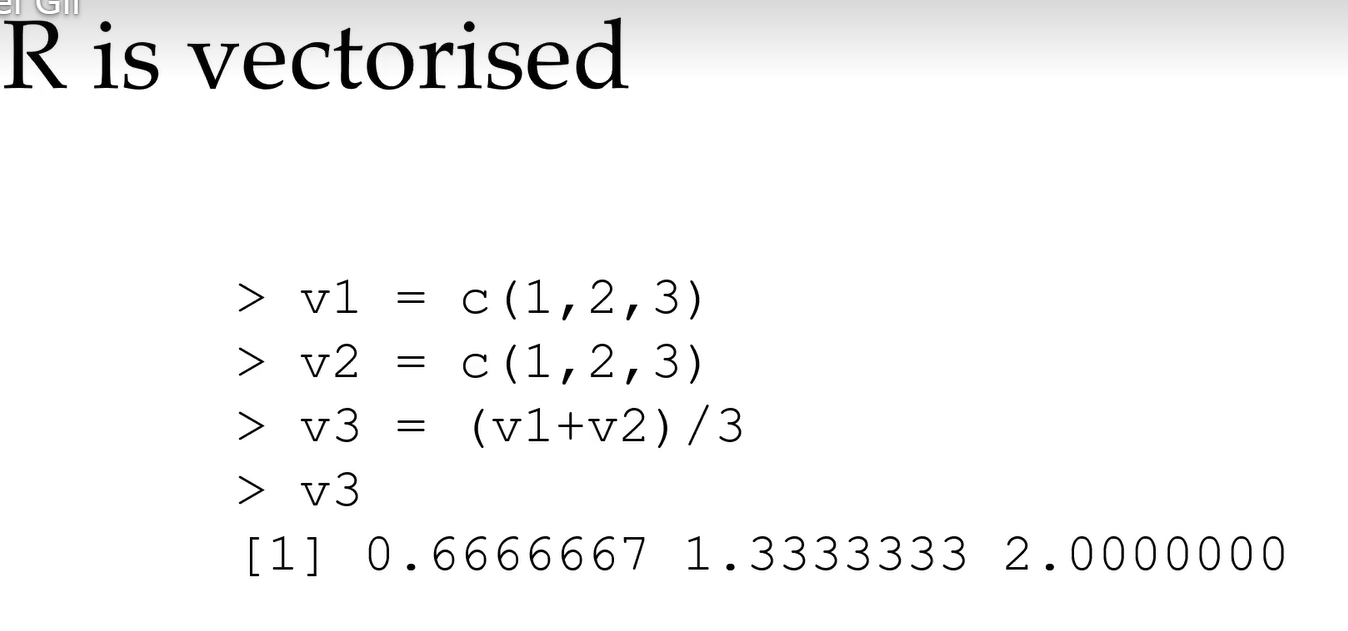 R is vectorised
> v1 = c(1,2,3)
> v2 = c(1,2,3)
> v3 = (v1+v2)/3
> v3
[1] 0.6666667 1.3333333 2.0000000